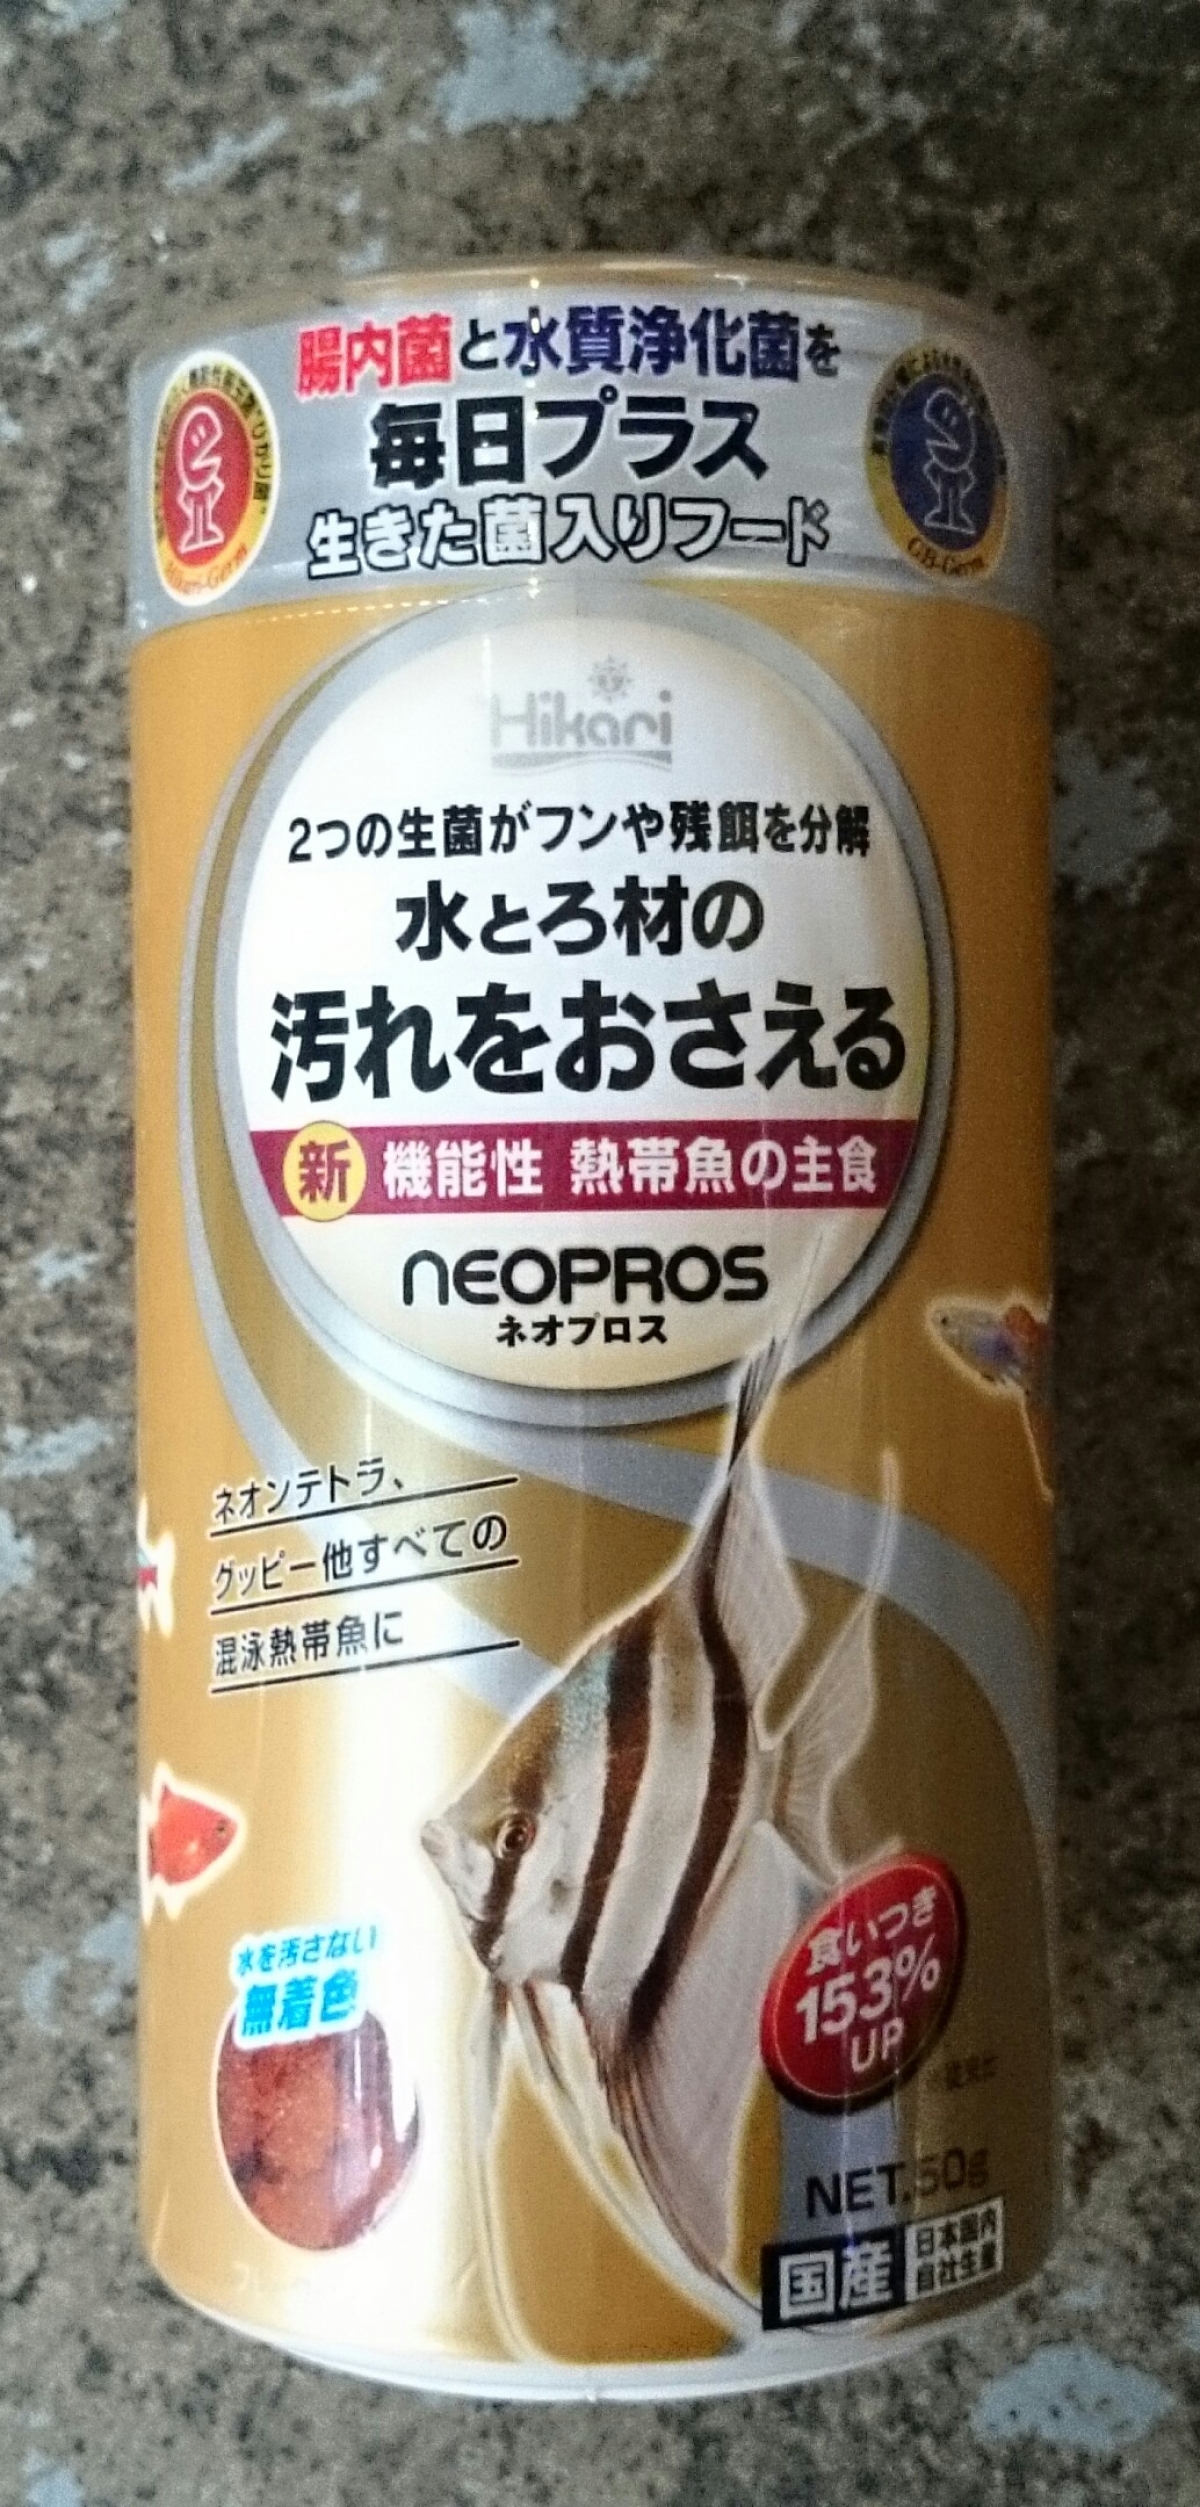 腸内菌と水質浄化菌を
毎日プラス
生きた菌入りフード
Hikari-Germ
GB-Germ
Hikari
2つの生菌がフンや残餌を分解
水とろ材の
汚れをおさえる
新 機能性 熱帯魚の主食
NEOPROS
ネオプロス
ネオンテトラ、
グッピー他すべての
混泳熱帯魚に
水を汚さない
無着色
食いつき
153%
UP
NET.50g
国産
日本国内
自社生産